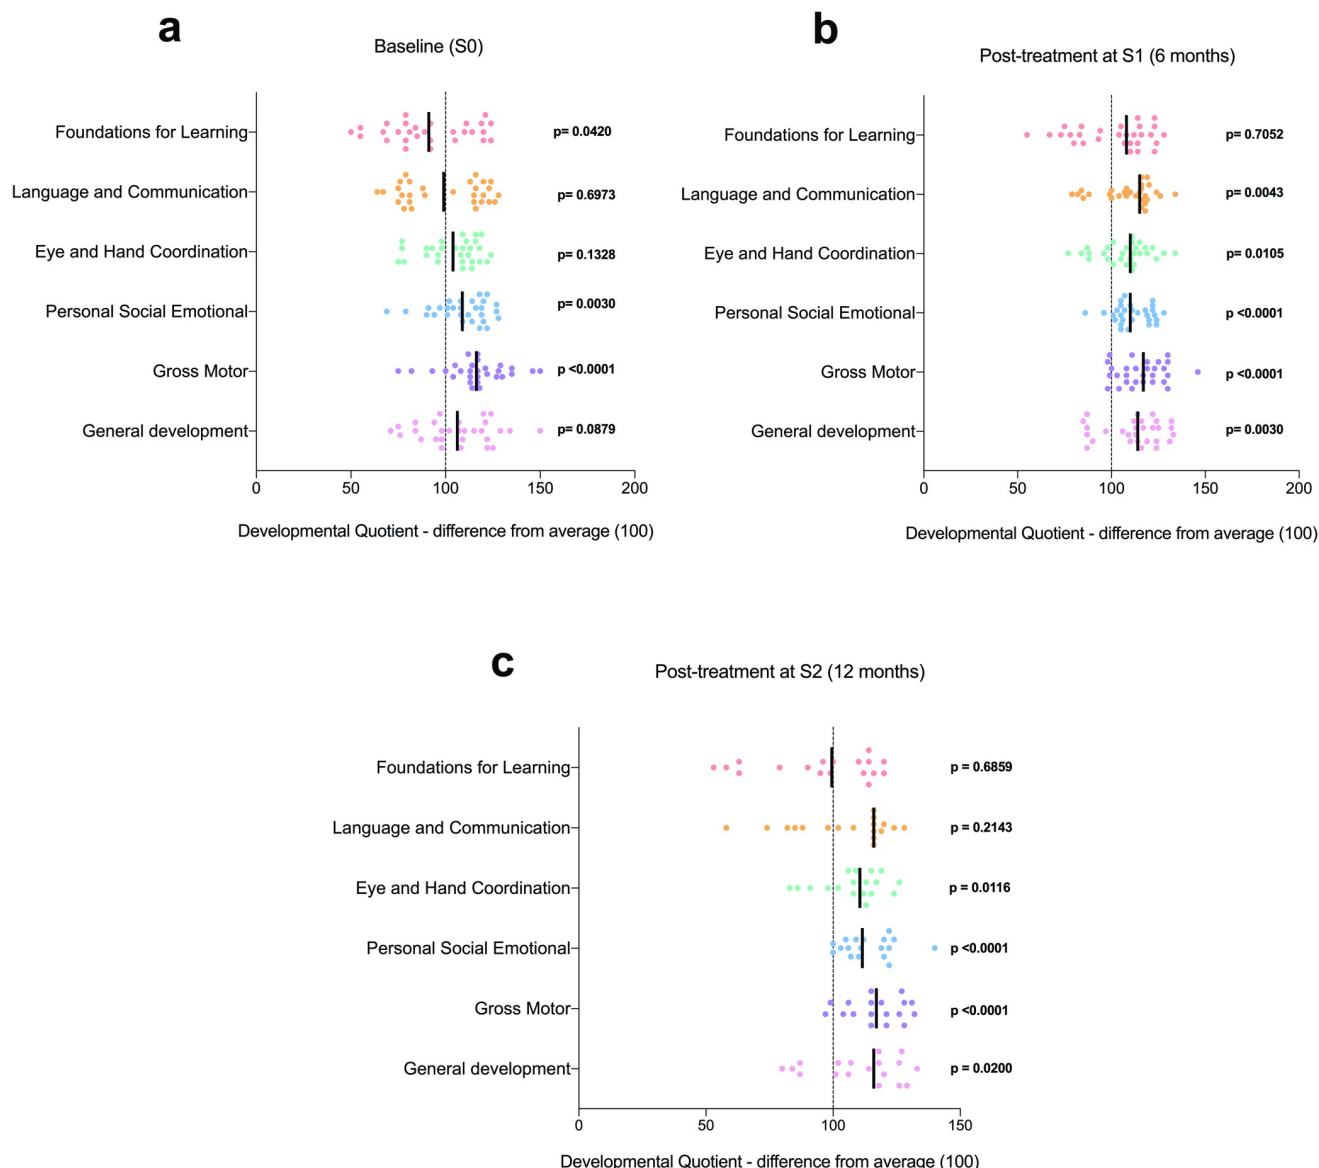 a
Baseline (S0)
Foundations for Learning
p= 0.0420
Language and Communication
p= 0.6973
Eye and Hand Coordination
p= 0.1328
Personal Social Emotional
p= 0.0030
Gross Motor
p <0.0001
General development
p= 0.0879
0 50 100 150 200
Developmental Quotient - difference from average (100)
b
Post-treatment at S1 (6 months)
Foundations for Learning
p= 0.7052
Language and Communication
p= 0.0043
Eye and Hand Coordination
p= 0.0105
Personal Social Emotional
p <0.0001
Gross Motor
p <0.0001
General development
p= 0.0030
0 50 100 150 200
Developmental Quotient - difference from average (100)
c
Post-treatment at S2 (12 months)
Foundations for Learning
p = 0.6859
Language and Communication
p = 0.2143
Eye and Hand Coordination
p = 0.0116
Personal Social Emotional
p <0.0001
Gross Motor
p <0.0001
General development
p = 0.0200
0 50 100 150
Developmental Quotient - difference from average (100)